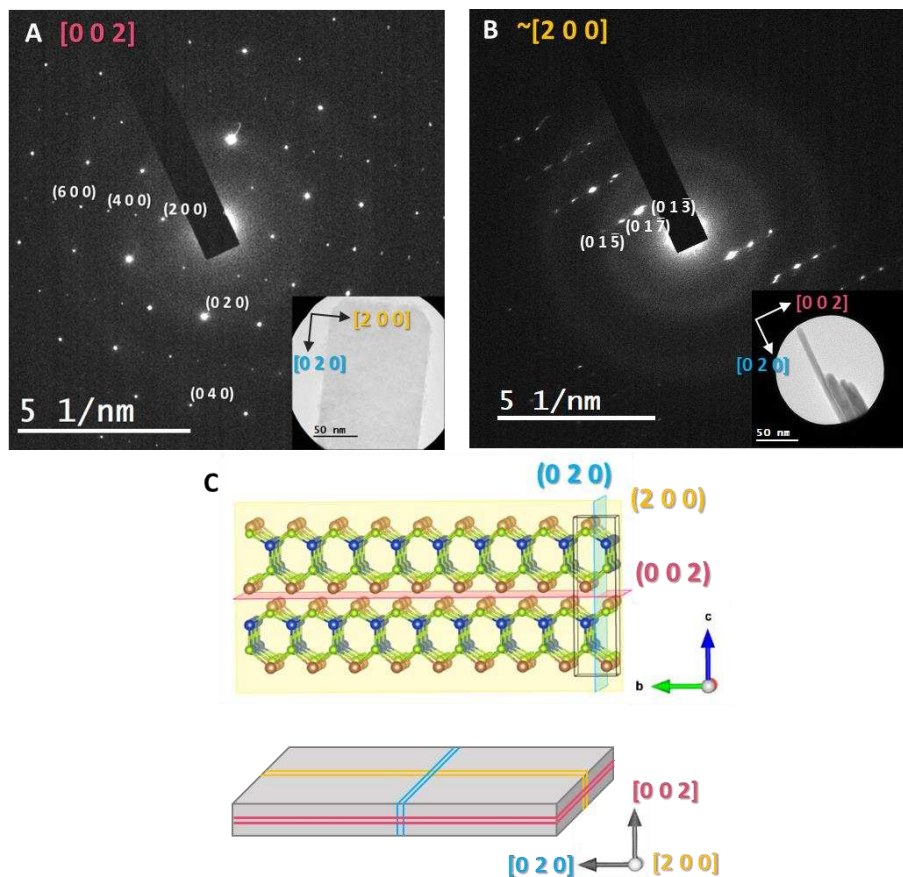 A [0 0 2]
(6 0 0)
(4 0 0)
(2 0 0)
(0 2 0)
(0 4 0)
5 1/nm
[2 0 0]
[0 2 0]
50 nm
B ~[2 0 0]
(0 1 3̅)
(0 1 7̅)
(0 1 5̅)
5 1/nm
[0 0 2]
[0 2 0]
50 nm
C
(0 2 0)
(2 0 0)
(0 0 2)
c
b
[0 0 2]
[0 2 0]
[2 0 0]